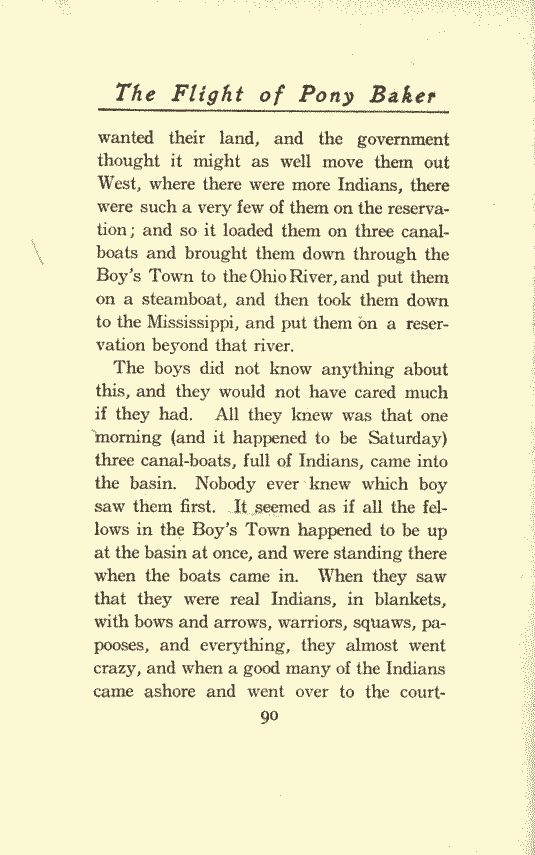 The Flight of Pony Baker
wanted their land, and the government
thought it might as well move them out
West, where there were more Indians, there
were such a very few of them on the reserva-
tion; and so it loaded them on three canal-
boats and brought them down through the
Boy's Town to the Ohio River, and put them
on a steamboat, and then took them down
to the Mississippi, and put them on a reser-
vation beyond that river.
The boys did not know anything about
this, and they would not have cared much
if they had. All they knew was that one
morning (and it happened to be Saturday)
three canal-boats, full of Indians, came into
the basin. Nobody ever knew which boy
saw them first. It seemed as if all the fel-
lows in the Boy's Town happened to be up
at the basin at once, and were standing there
when the boats came in. When they saw
that they were real Indians, in blankets,
with bows and arrows, warriors, squaws, pa-
pooses, and everything, they almost went
crazy, and when a good many of the Indians
came ashore and went over to the court-
90